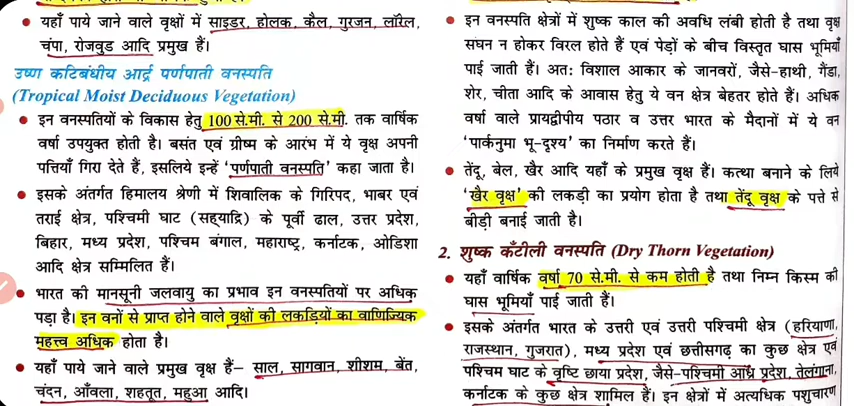 यहाँ पाये जाने वाले वृक्षों में साइडर, होलक, कैल, गुरजन, लॉरेल,
चंपा, रोजवुड आदि प्रमुख हैं।
उष्ण कटिबंधीय आर्द्र पर्णपाती वनस्पति
(Tropical Moist Deciduous Vegetation)
इन वनस्पतियों के विकास हेतु 100 से.मी. से 200 से.मी. तक वार्षिक
वर्षा उपयुक्त होती है। बसंत एवं ग्रीष्म के आरंभ में ये वृक्ष अपनी
पत्तियाँ गिरा देते हैं, इसलिये इन्हें 'पर्णपाती वनस्पति' कहा जाता है।
इसके अंतर्गत हिमालय श्रेणी में शिवालिक के गिरिपद, भाबर एवं
तराई क्षेत्र, पश्चिमी घाट (सह्याद्रि) के पूर्वी ढाल, उत्तर प्रदेश,
बिहार, मध्य प्रदेश, पश्चिम बंगाल, महाराष्ट्र, कर्नाटक, ओडिशा
आदि क्षेत्र सम्मिलित हैं।
भारत की मानसूनी जलवायु का प्रभाव इन वनस्पतियों पर अधिक
पड़ा है। इन वनों से प्राप्त होने वाले वृक्षों की लकड़ियों का वाणिज्यिक
महत्त्व अधिक होता है।
यहाँ पाये जाने वाले प्रमुख वृक्ष हैं– साल, सागवान, शीशम, बेंत,
चंदन, आँवला, शहतूत, महुआ आदि।
इन वनस्पति क्षेत्रों में शुष्क काल की अवधि लंबी होती है तथा वृक्ष
सघन न होकर विरल होते हैं एवं पेड़ों के बीच विस्तृत घास भूमियाँ
पाई जाती हैं। अतः विशाल आकार के जानवरों, जैसे-हाथी, गैंडा,
शेर, चीता आदि के आवास हेतु ये वन क्षेत्र बेहतर होते हैं। अधिक
वर्षा वाले प्रायद्वीपीय पठार व उत्तर भारत के मैदानों में ये वन
'पार्कनुमा भू-दृश्य' का निर्माण करते हैं।
तेंदू, बेल, खैर आदि यहाँ के प्रमुख वृक्ष हैं। कत्था बनाने के लिये
'खैर वृक्ष' की लकड़ी का प्रयोग होता है तथा तेंदू वृक्ष के पत्ते से
बीड़ी बनाई जाती है।
2. शुष्क कँटीली वनस्पति (Dry Thorn Vegetation)
यहाँ वार्षिक वर्षा 70 से.मी. से कम होती है तथा निम्न किस्म की
घास भूमियाँ पाई जाती हैं।
इसके अंतर्गत भारत के उत्तरी एवं उत्तरी पश्चिमी क्षेत्र (हरियाणा,
राजस्थान, गुजरात), मध्य प्रदेश एवं छत्तीसगढ़ का कुछ क्षेत्र एवं
पश्चिम घाट के वृष्टि छाया प्रदेश, जैसे-पश्चिमी आंध्र प्रदेश, तेलंगाना,
कर्नाटक के कुछ क्षेत्र शामिल हैं। इन क्षेत्रों में अत्यधिक पशुचारण